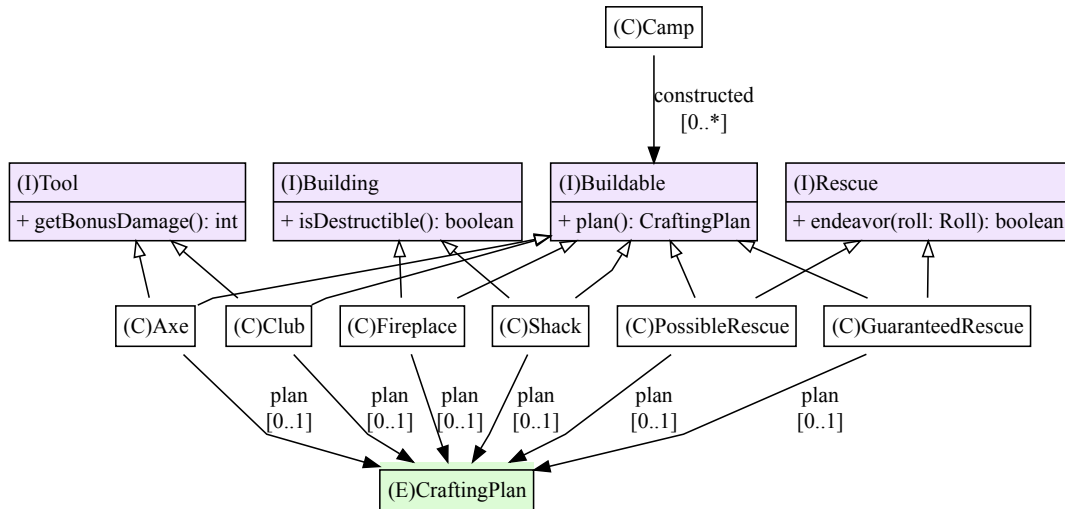 (C)Camp
constructed
[0..*]
(I)Tool
+ getBonusDamage(): int
(I)Building
+ isDestructible(): boolean
(I)Buildable
+ plan(): CraftingPlan
(I)Rescue
+ endeavor(roll: Roll): boolean
(C)Axe
(C)Club
(C)Fireplace
(C)Shack
(C)PossibleRescue
(C)GuaranteedRescue
plan
[0..1]
plan
[0..1]
plan
[0..1]
plan
[0..1]
plan
[0..1]
plan
[0..1]
(E)CraftingPlan